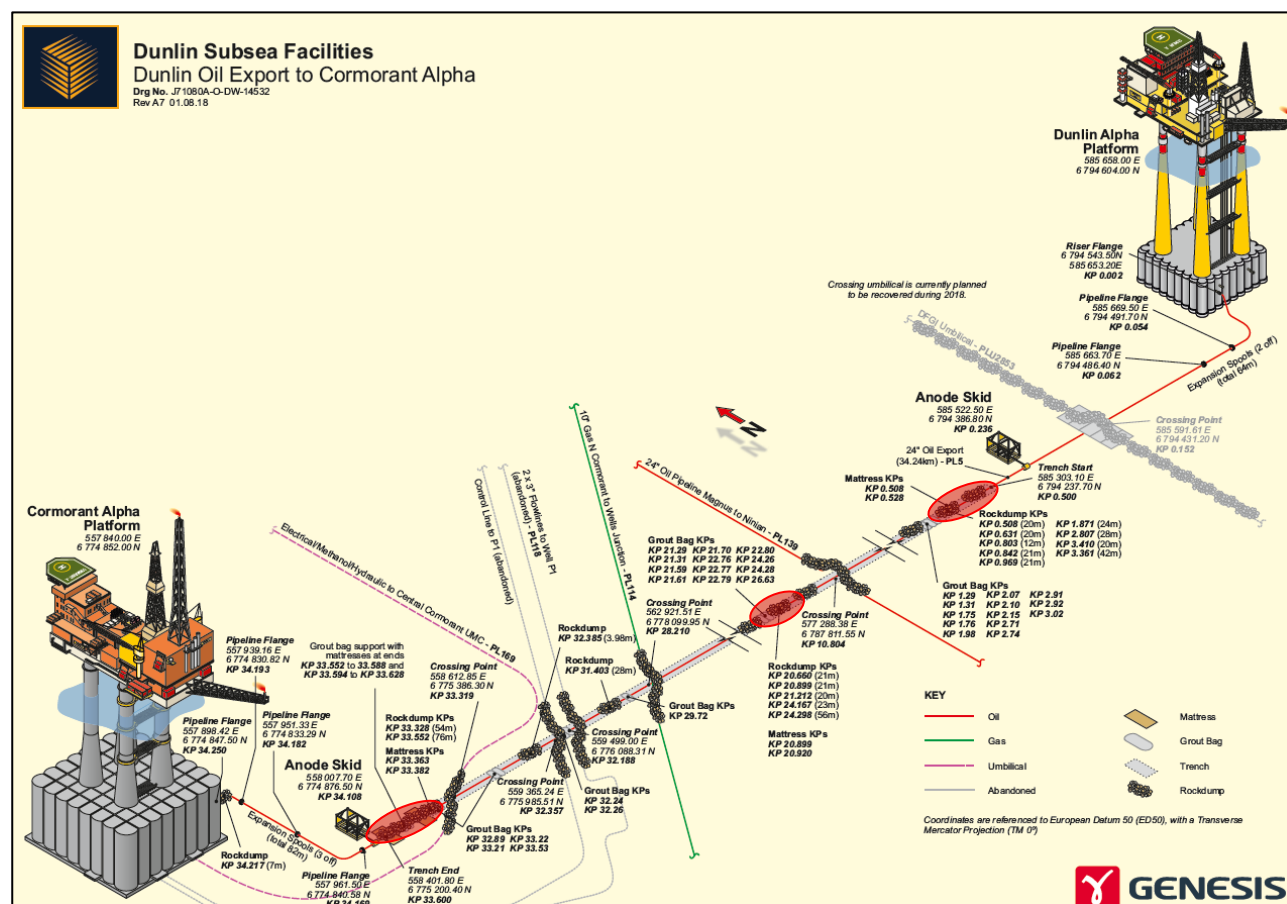 Dunlin Subsea Facilities
Dunlin Oil Export to Cormorant Alpha
Drg No. J71080A-O-DW-14532
Rev A7 01.08.18
Dunlin Alpha
Platform
585 658.00 E
6 794 604.00 N
Riser Flange
6 794 543.50N
585 653.20E
KP 0.002
Crossing umbilical is currently planned
to be recovered during 2018.
Pipeline Flange
585 669.50 E
6 794 491.70 N
KP 0.054
DFGI Umbilical - PLU2853
Pipeline Flange
585 663.70 E
6 794 486.40 N
KP 0.062
Expansion Spools (2 off)
(total 64m)
Anode Skid
585 522.50 E
6 794 386.80 N
KP 0.236
Crossing Point
585 591.61 E
6 794 431.20 N
KP 0.152
N
10" Gas N Cormorant to Wells Junction - PL114
24" Oil Export
(34.24km) - PL5
Trench Start
585 303.10 E
6 794 237.70 N
KP 0.500
2 x 3" Flowlines to Well P1
(abandoned) - PL118
Control Line to P1 (abandoned)
24" Oil Pipeline Magnus to Ninian - PL139
Mattress KPs
KP 0.508
KP 0.528
Cormorant Alpha
Platform
557 840.00 E
6 774 852.00 N
Electrical/Methanol/Hydraulic to Central Cormorant UMC - PL169
Rockdump KPs
KP 0.508 (20m) KP 1.871 (24m)
KP 0.631 (20m) KP 2.807 (28m)
KP 0.803 (12m) KP 3.410 (20m)
KP 0.842 (21m) KP 3.361 (42m)
KP 0.969 (21m)
Grout Bag KPs
KP 21.29 KP 21.70 KP 22.80
KP 21.31 KP 22.76 KP 24.26
KP 21.59 KP 22.77 KP 24.28
KP 21.61 KP 22.79 KP 26.63
Grout Bag KPs
KP 1.29 KP 2.07 KP 2.91
KP 1.31 KP 2.10 KP 2.92
KP 1.75 KP 2.15 KP 3.02
KP 1.76 KP 2.71
KP 1.98 KP 2.74
Crossing Point
562 921.51 E
6 778 099.95 N
KP 28.210
Crossing Point
577 288.38 E
6 787 811.55 N
KP 10.804
Rockdump
KP 32.385 (3.98m)
Pipeline Flange
557 939.16 E
6 774 830.82 N
KP 34.193
Grout bag support with
mattresses at ends
KP 33.552 to 33.588 and
KP 33.594 to KP 33.628
Crossing Point
558 612.85 E
6 775 386.30 N
KP 33.319
Rockdump
KP 31.403 (28m)
Rockdump KPs
KP 20.660 (21m)
KP 20.899 (21m)
KP 21.212 (20m)
KP 24.167 (23m)
KP 24.298 (56m)
Mattress KPs
KP 20.899
KP 20.920
Grout Bag KPs
KP 29.72
Pipeline Flange
557 898.42 E
6 774 847.50 N
KP 34.250
Pipeline Flange
557 951.33 E
6 774 833.29 N
KP 34.182
Rockdump KPs
KP 33.328 (54m)
KP 33.552 (76m)
Mattress KPs
KP 33.363
KP 33.382
Crossing Point
559 499.00 E
6 776 088.31 N
KP 32.188
Anode Skid
558 007.70 E
6 774 876.50 N
KP 34.108
Crossing Point
559 365.24 E
6 775 985.51 N
KP 32.357
Grout Bag KPs
KP 32.24
KP 32.26
Expansion Spools (3 off)
(total 82m)
Grout Bag KPs
KP 32.89 KP 33.22
KP 33.21 KP 33.53
Rockdump
KP 34.217 (7m)
Pipeline Flange
557 961.50 E
6 774 840.58 N
KP 34.169
Trench End
558 401.80 E
6 775 200.40 N
KP 33.600
KEY
Oil
Gas
Umbilical
Abandoned
Mattress
Grout Bag
Trench
Rockdump
Coordinates are referenced to European Datum 50 (ED50), with a Transverse
Mercator Projection (TM 0º)
GENESIS